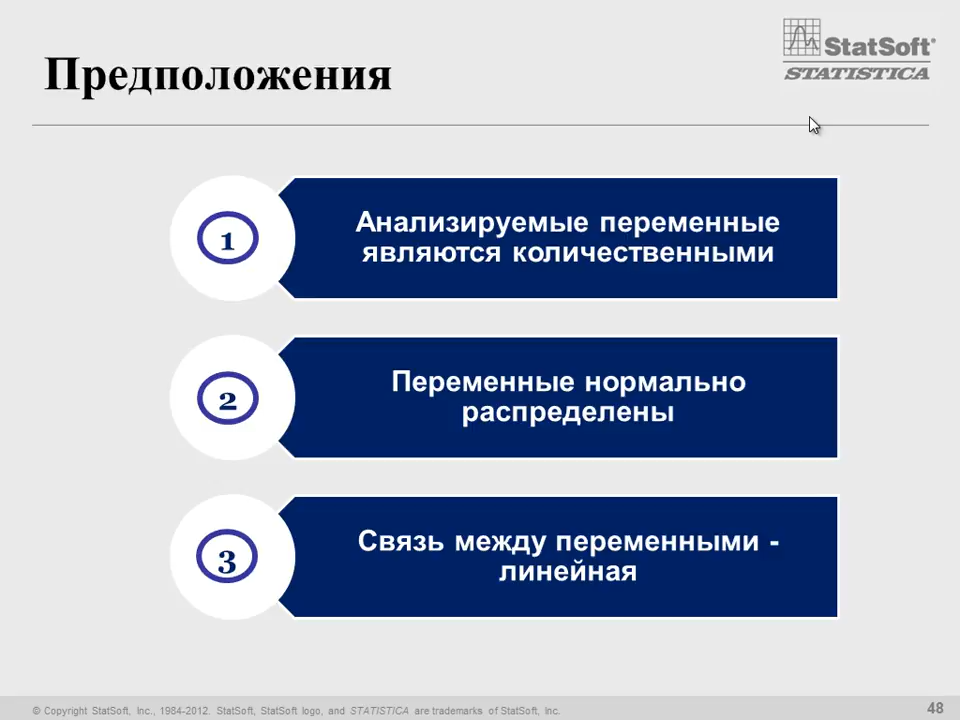 StatSoft®
STATISTICA
Предположения
1
Анализируемые переменные
являются количественными
2
Переменные нормально
распределены
3
Связь между переменными -
линейная
© Copyright StatSoft, Inc., 1984-2012. StatSoft, StatSoft logo, and STATISTICA are trademarks of StatSoft, Inc.
48